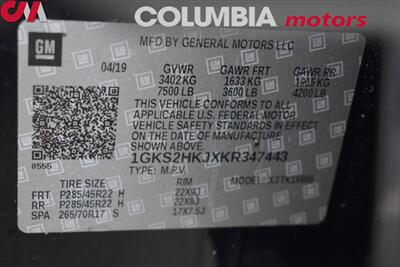 COLUMBIA motors
GM
MFD BY GENERAL MOTORS LLC
04/19 GVWR GAWR FRT GAWR RR
3402 KG 1633 KG 1905 KG
7500 LB 3600 LB 4200 LB
THIS VEHICLE CONFORMS TO ALL
APPLICABLE U.S. FEDERAL MOTOR
VEHICLE SAFETY STANDARDS IN EFFECT
ON THE DATE OF MANUFACTURE
SHOWN ABOVE.
8555 1GKS2HKJXKR347443
TYPE: M.P.V. MODEL:
TIRE SIZE RIM
FRT P285/45R22 H 22X9J
RR P285/45R22 H 22X9J
SPA 265/70R17 S 17X7.5J